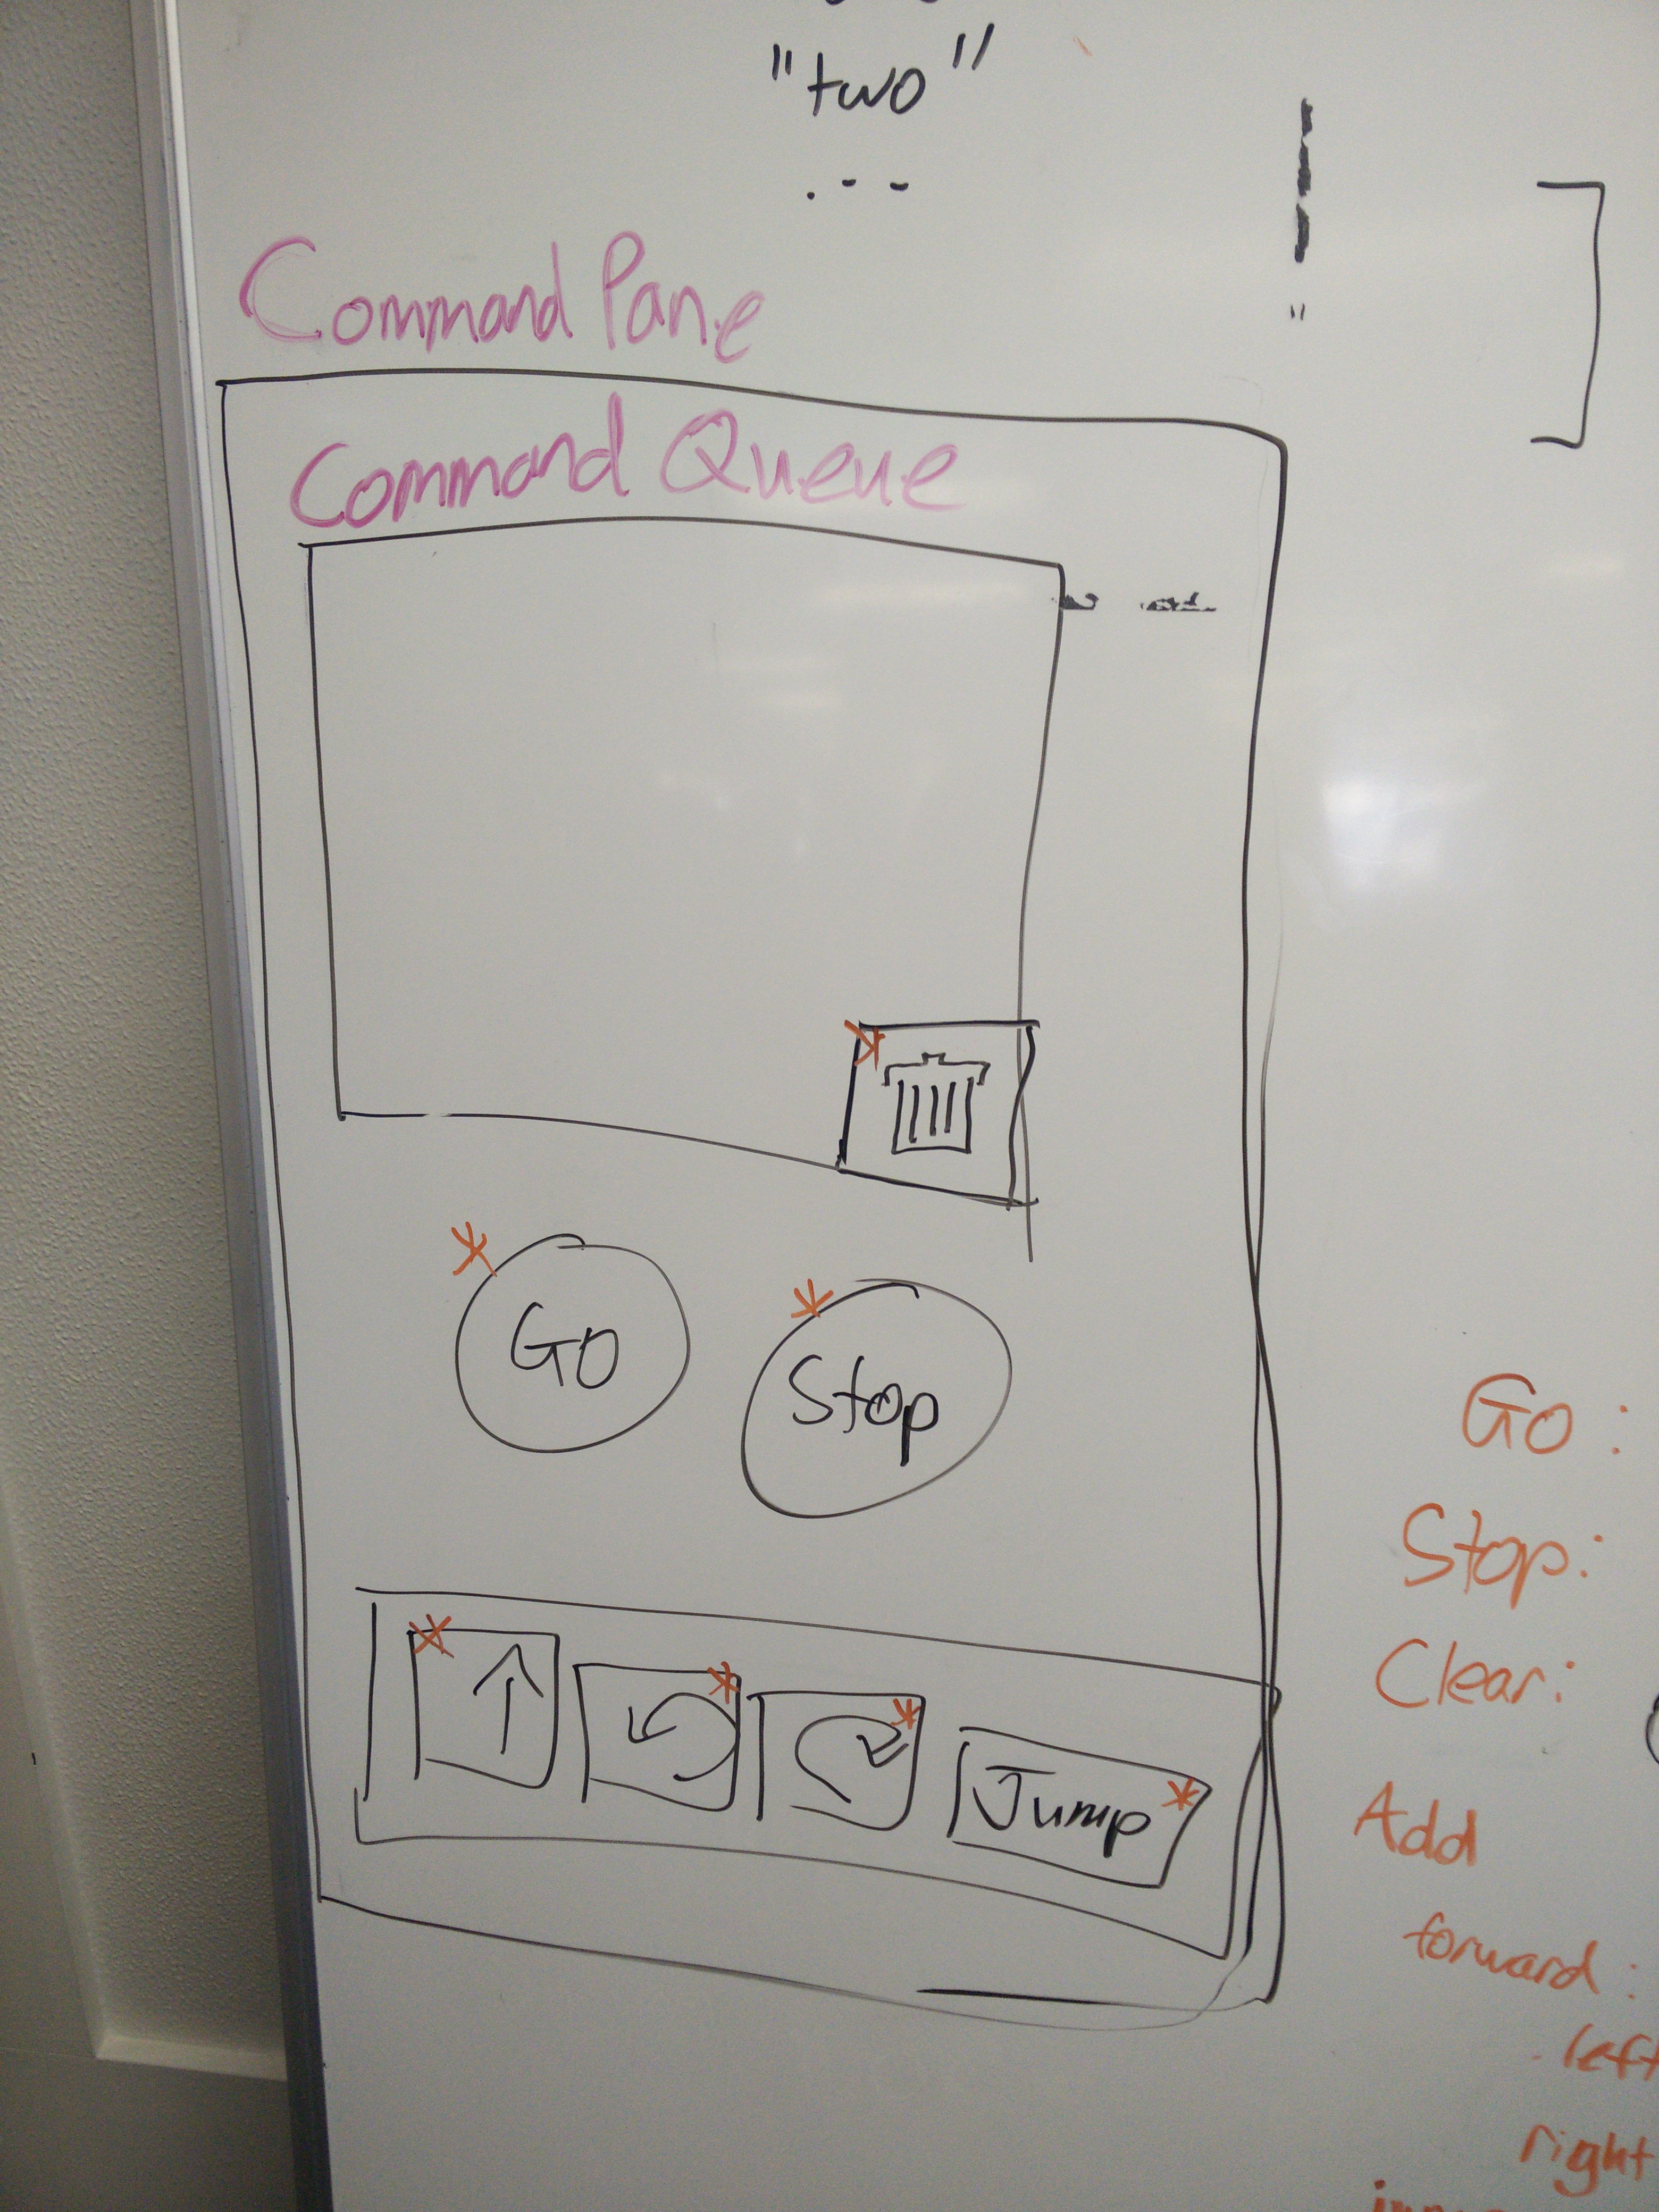 "two"
. - -
Command Pane
Command Queue
Go
Stop
Jump
Go:
Stop:
Clear:
Add
forward:
left
right